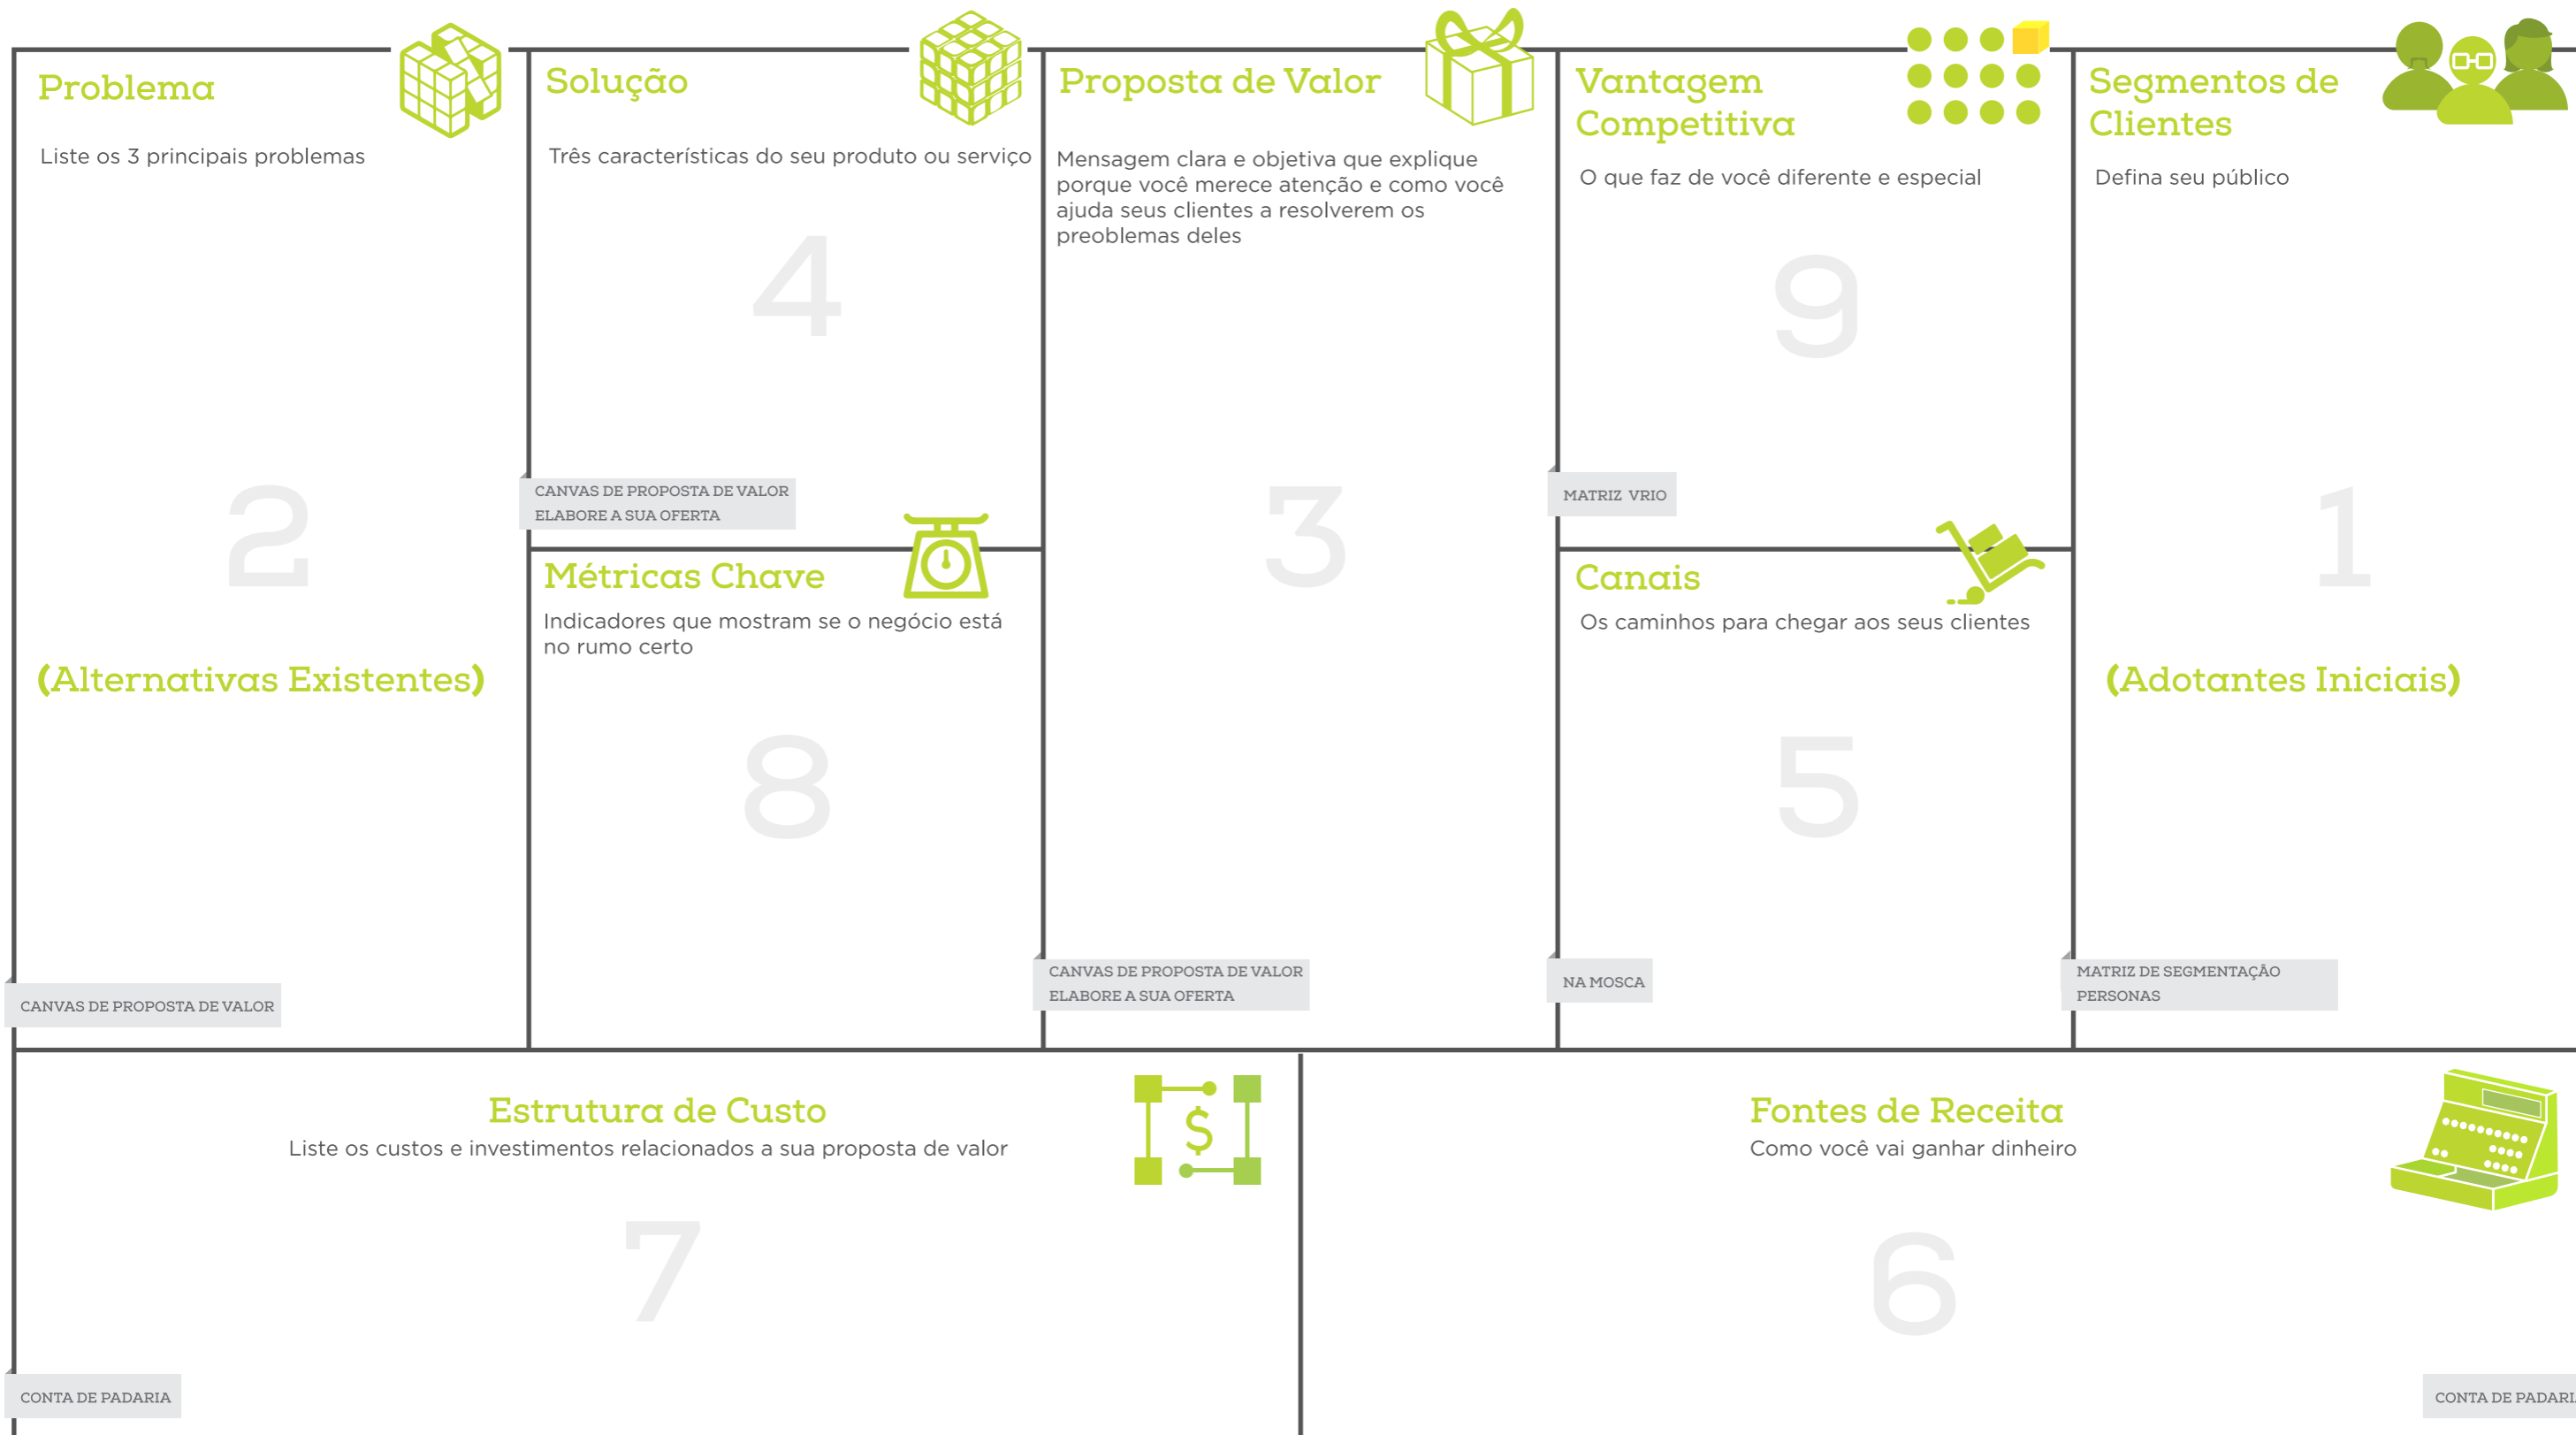 Problema
Liste os 3 principais problemas
2
(Alternativas Existentes)
CANVAS DE PROPOSTA DE VALOR
Solução
Três características do seu produto ou serviço
4
CANVAS DE PROPOSTA DE VALOR
ELABORE A SUA OFERTA
Métricas Chave
Indicadores que mostram se o negócio está
no rumo certo
8
Proposta de Valor
Mensagem clara e objetiva que explique
porque você merece atenção e como você
ajuda seus clientes a resolverem os
preoblemas deles
3
CANVAS DE PROPOSTA DE VALOR
ELABORE A SUA OFERTA
Vantagem
Competitiva
O que faz de você diferente e especial
9
MATRIZ VRIO
Canais
Os caminhos para chegar aos seus clientes
5
NA MOSCA
Segmentos de
Clientes
Defina seu público
1
(Adotantes Iniciais)
MATRIZ DE SEGMENTAÇÃO
PERSONAS
Estrutura de Custo
Liste os custos e investimentos relacionados a sua proposta de valor
$
7
CONTA DE PADARIA
Fontes de Receita
Como você vai ganhar dinheiro
6
CONTA DE PADARIA